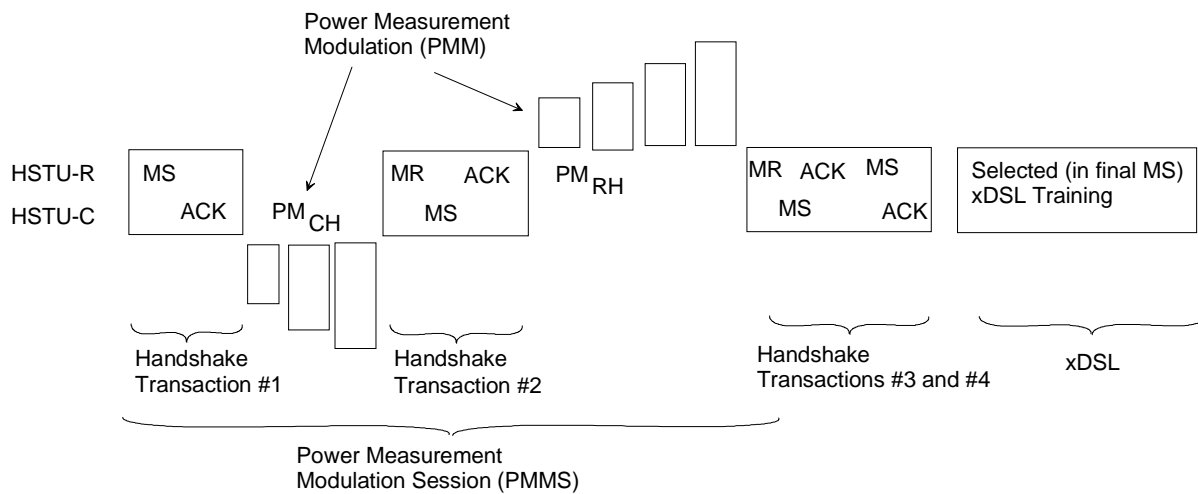 Power Measurement
Modulation (PMM)
HSTU-R
HSTU-C
MS
ACK
PM CH
MR ACK
MS
PM RH
MR ACK MS
MS ACK
Selected (in final MS)
xDSL Training
Handshake
Transaction #1
Handshake
Transaction #2
Handshake
Transactions #3 and #4
xDSL
Power Measurement
Modulation Session (PMMS)